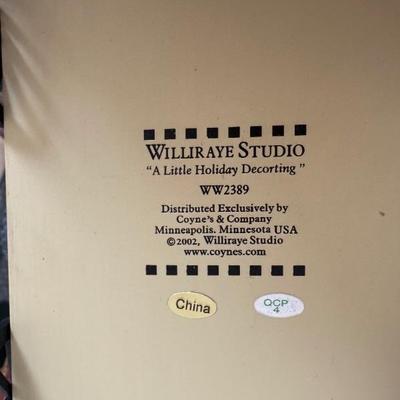 WILLIRAYE STUDIO
"A Little Holiday Decorting"
WW2389
Distributed Exclusively by
Coyne's & Company
Minneapolis. Minnesota USA
©2002, Williraye Studio
www.coynes.com
China
QCP
4